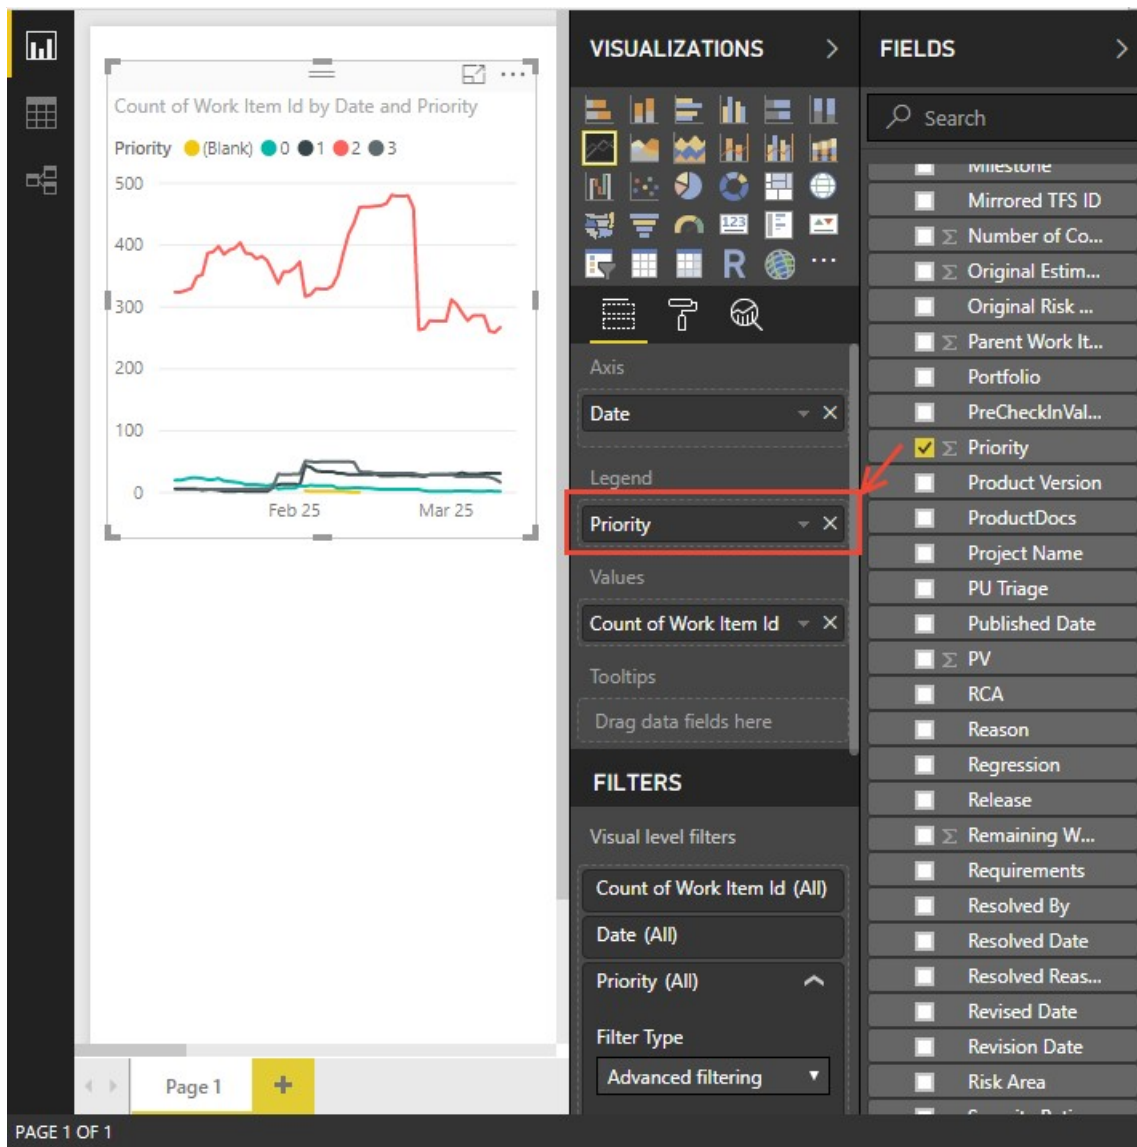 Count of Work Item Id by Date and Priority
Priority (Blank) 0 1 2 3
500
400
300
200
100
0
Feb 25 Mar 25
Page 1
PAGE 1 OF 1
VISUALIZATIONS
123
R
Axis
Date
Legend
Priority
Values
Count of Work Item Id
Tooltips
Drag data fields here
FILTERS
Visual level filters
Count of Work Item Id (All)
Date (All)
Priority (All)
Filter Type
Advanced filtering
FIELDS
Search
Milestone
Mirrored TFS ID
Σ Number of Co...
Σ Original Estim...
Original Risk ...
Σ Parent Work It...
Portfolio
PreCheckInVal...
Σ Priority
Product Version
ProductDocs
Project Name
PU Triage
Published Date
Σ PV
RCA
Reason
Regression
Release
Σ Remaining W...
Requirements
Resolved By
Resolved Date
Resolved Reas...
Revised Date
Revision Date
Risk Area